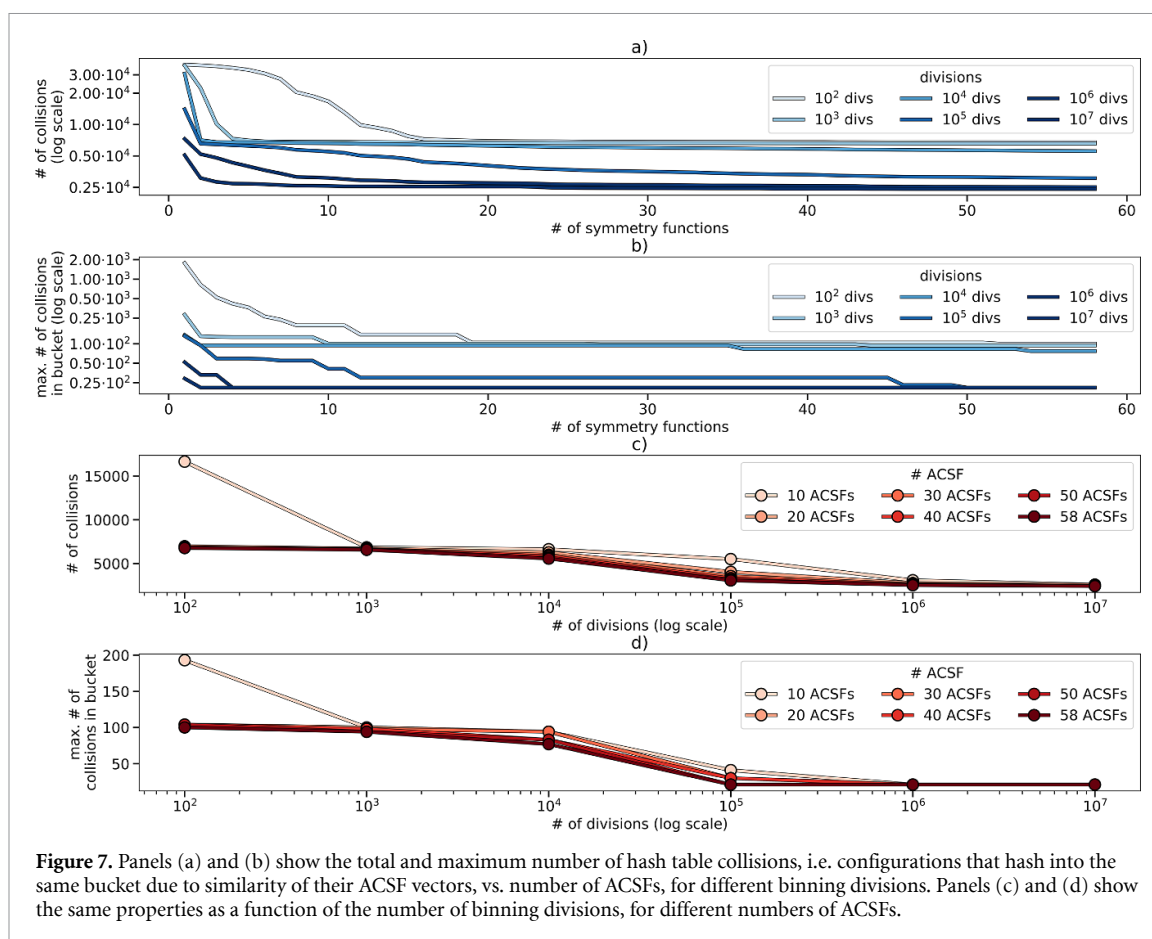 a)
# of collisions
(log scale)
3.00·10⁴
2.00·10⁴
1.00·10⁴
0.50·10⁴
0.25·10⁴
divisions
10² divs 10⁴ divs 10⁶ divs
10³ divs 10⁵ divs 10⁷ divs
0 10 20 30 40 50 60
# of symmetry functions
b)
max. # of collisions
in bucket (log scale)
2.00·10³
1.00·10³
0.50·10³
0.25·10³
1.00·10²
0.50·10²
0.25·10²
divisions
10² divs 10⁴ divs 10⁶ divs
10³ divs 10⁵ divs 10⁷ divs
0 10 20 30 40 50 60
# of symmetry functions
c)
# of collisions
15000
10000
5000
# ACSF
10 ACSFs 30 ACSFs 50 ACSFs
20 ACSFs 40 ACSFs 58 ACSFs
10² 10³ 10⁴ 10⁵ 10⁶ 10⁷
# of divisions (log scale)
d)
max. # of
collisions in bucket
200
150
100
50
# ACSF
10 ACSFs 30 ACSFs 50 ACSFs
20 ACSFs 40 ACSFs 58 ACSFs
10² 10³ 10⁴ 10⁵ 10⁶ 10⁷
# of divisions (log scale)
Figure 7. Panels (a) and (b) show the total and maximum number of hash table collisions, i.e. configurations that hash into the
same bucket due to similarity of their ACSF vectors, vs. number of ACSFs, for different binning divisions. Panels (c) and (d) show
the same properties as a function of the number of binning divisions, for different numbers of ACSFs.